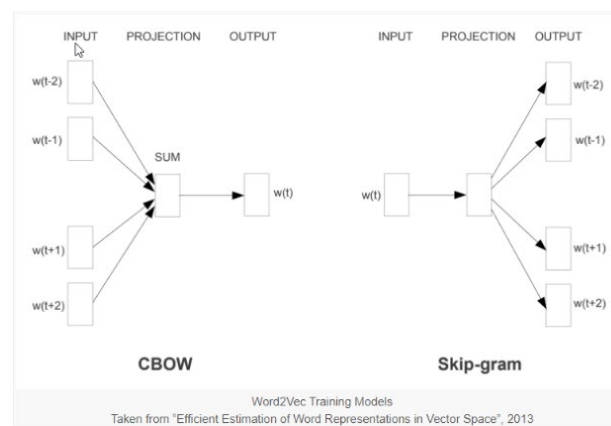 INPUT PROJECTION OUTPUT
w(t-2)
w(t-1)
SUM
w(t)
w(t+1)
w(t+2)
CBOW
INPUT PROJECTION OUTPUT
w(t-2)
w(t-1)
w(t)
w(t+1)
w(t+2)
Skip-gram
Word2Vec Training Models
Taken from "Efficient Estimation of Word Representations in Vector Space", 2013